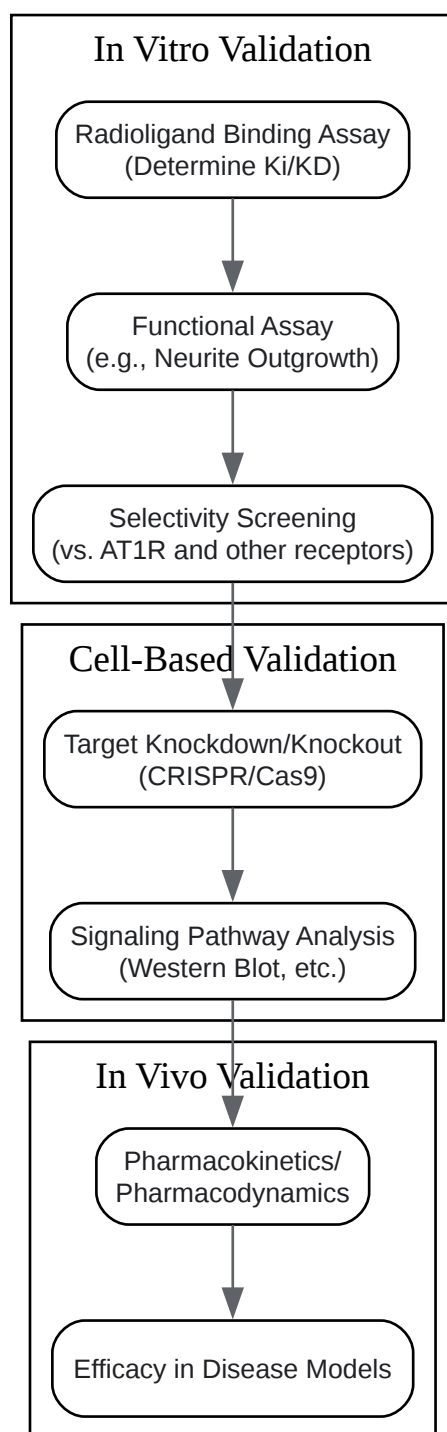 In Vitro Validation
Radioligand Binding Assay
(Determine Ki/KD)
Functional Assay
(e.g., Neurite Outgrowth)
Selectivity Screening
(vs. AT1R and other receptors)
Cell-Based Validation
Target Knockdown/Knockout
(CRISPR/Cas9)
Signaling Pathway Analysis
(Western Blot, etc.)
In Vivo Validation
Pharmacokinetics/
Pharmacodynamics
Efficacy in Disease Models